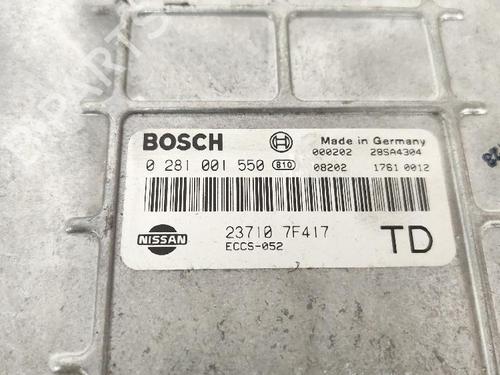 BOSCH
Made in Germany
000202 28SA4304
0 281 001 550 810
08202 1761 0012
NISSAN
23710 7F417
ECCS-052
TD